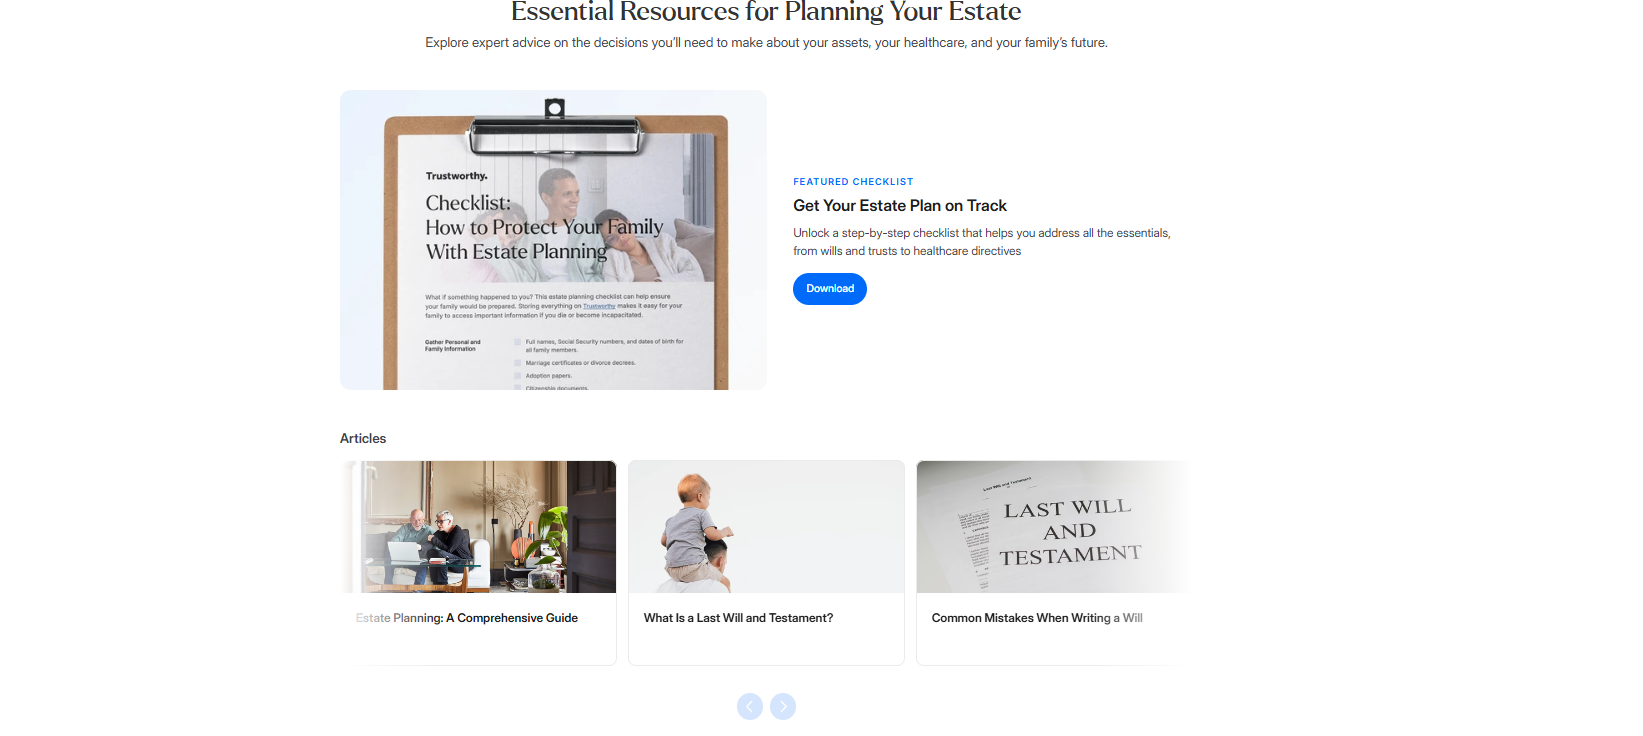 Essential Resources for Planning Your Estate
Explore expert advice on the decisions you'll need to make about your assets, your healthcare, and your family's future.
Trustworthy.
Checklist:
How to Protect Your Family
With Estate Planning
What if something happened to you? This estate planning checklist can help ensure
your family would be prepared. Storing everything on Trustworthy makes it easy for your
family to access important information if you die or become incapacitated.
Gather Personal and
Family Information
Full names, Social Security numbers, and dates of birth for
all family members.
Marriage certificates or divorce decrees.
Adoption papers.
Citizenship documents.
FEATURED CHECKLIST
Get Your Estate Plan on Track
Unlock a step-by-step checklist that helps you address all the essentials,
from wills and trusts to healthcare directives
Download
Articles
Last Will and Testament
LAST WILL
AND
TESTAMENT
Estate Planning: A Comprehensive Guide
What Is a Last Will and Testament?
Common Mistakes When Writing a Will